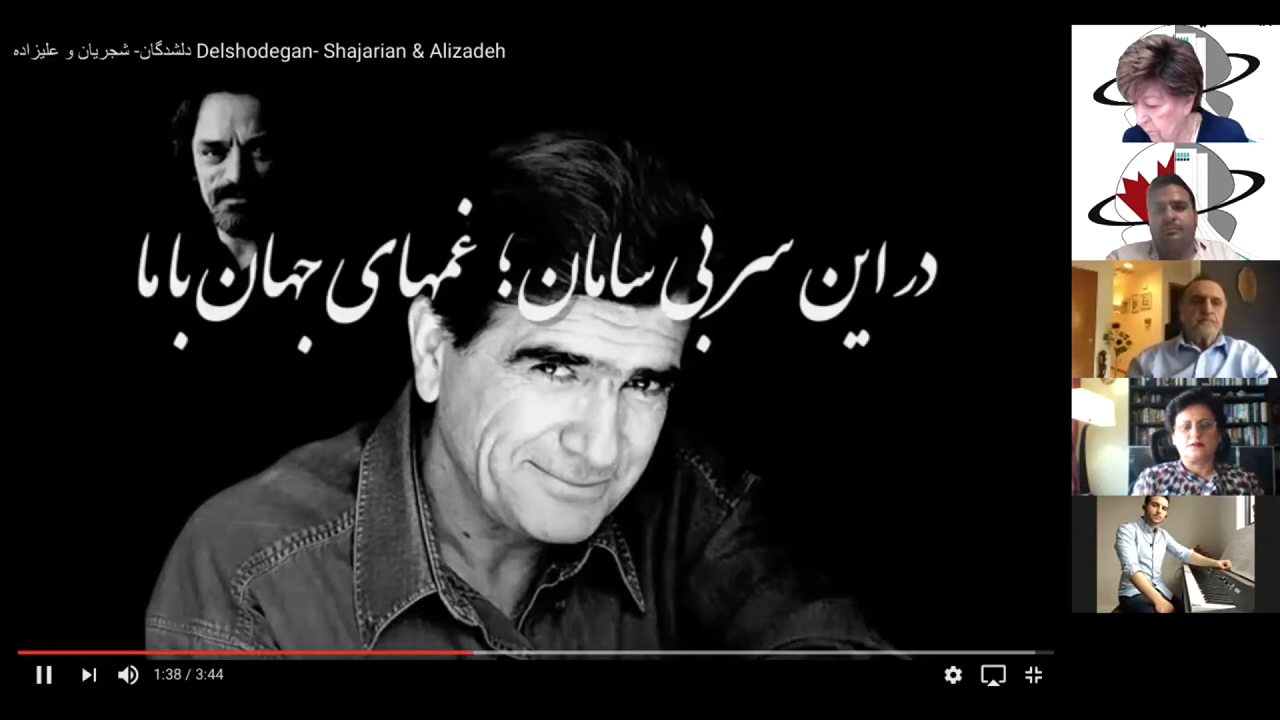 دلشدگان- شجریان و علیزاده Delshodegan- Shajarian & Alizadeh
در این سر بی سامان ؛ غمهای جهان با ما
1:38 / 3:44